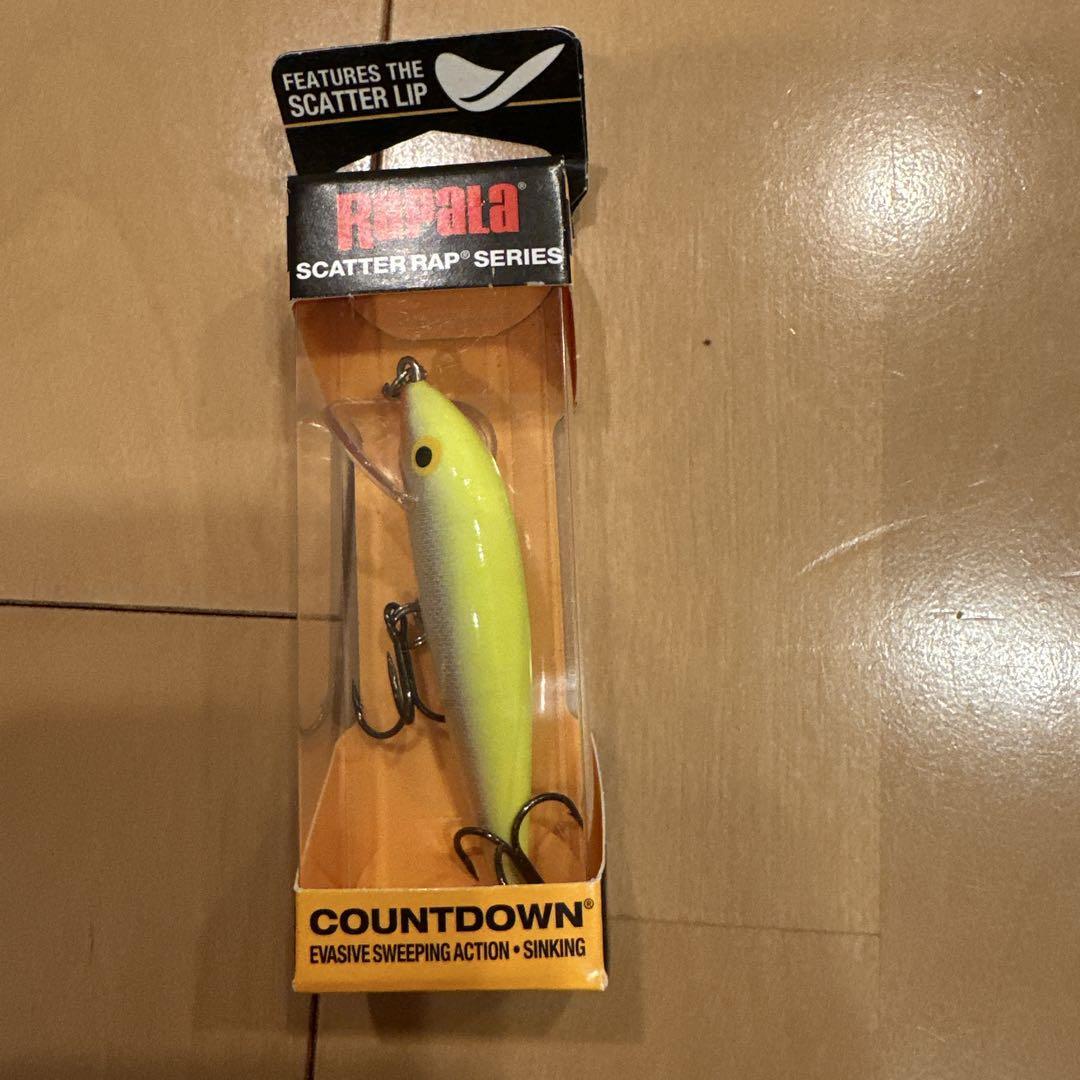 FEATURES THE
SCATTER LIP
RAPALA®
SCATTER RAP® SERIES
COUNTDOWN®
EVASIVE SWEEPING ACTION • SINKING